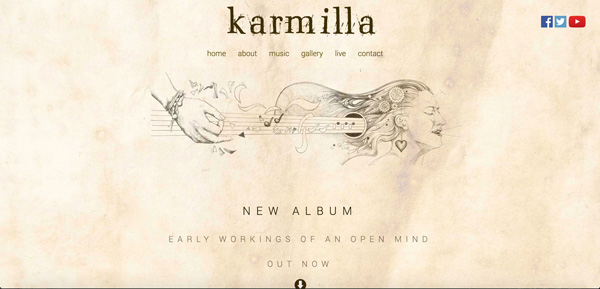 karmilla
home about music gallery live contact
NEW ALBUM
EARLY WORKINGS OF AN OPEN MIND
OUT NOW